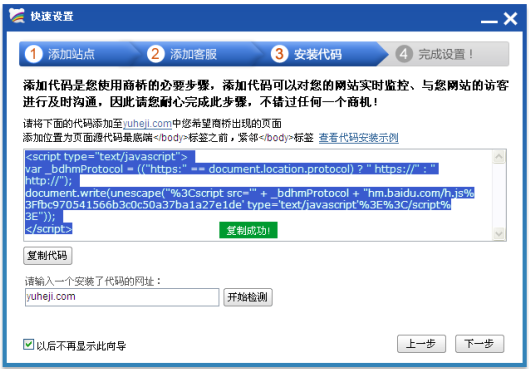 快速设置
1 添加站点 2 添加客服 3 安装代码 4 完成设置！
添加代码是您使用商桥的必要步骤，添加代码可以对您的网站实时监控、与您网站的访客
进行及时沟通，因此请您耐心完成此步骤，不错过任何一个商机！
请将下面的代码添加至yuheji.com中您希望商桥出现的页面
添加位置为页面源代码最底端</body>标签之前，紧邻</body>标签 查看代码安装示例
<script type="text/javascript">
var _bdhmProtocol = (("https:" == document.location.protocol) ? " https://" : "
http://");
document.write(unescape("%3Cscript src='" + _bdhmProtocol + "hm.baidu.com/h.js%
3Ffbc970541566b3c0c50a37ba1a27e1de' type='text/javascript'%3E%3C/script%
3E"));
</script>
复制成功!
复制代码
请输入一个安装了代码的网址：
yuheji.com 开始检测
以后不再显示此向导 上一步 下一步